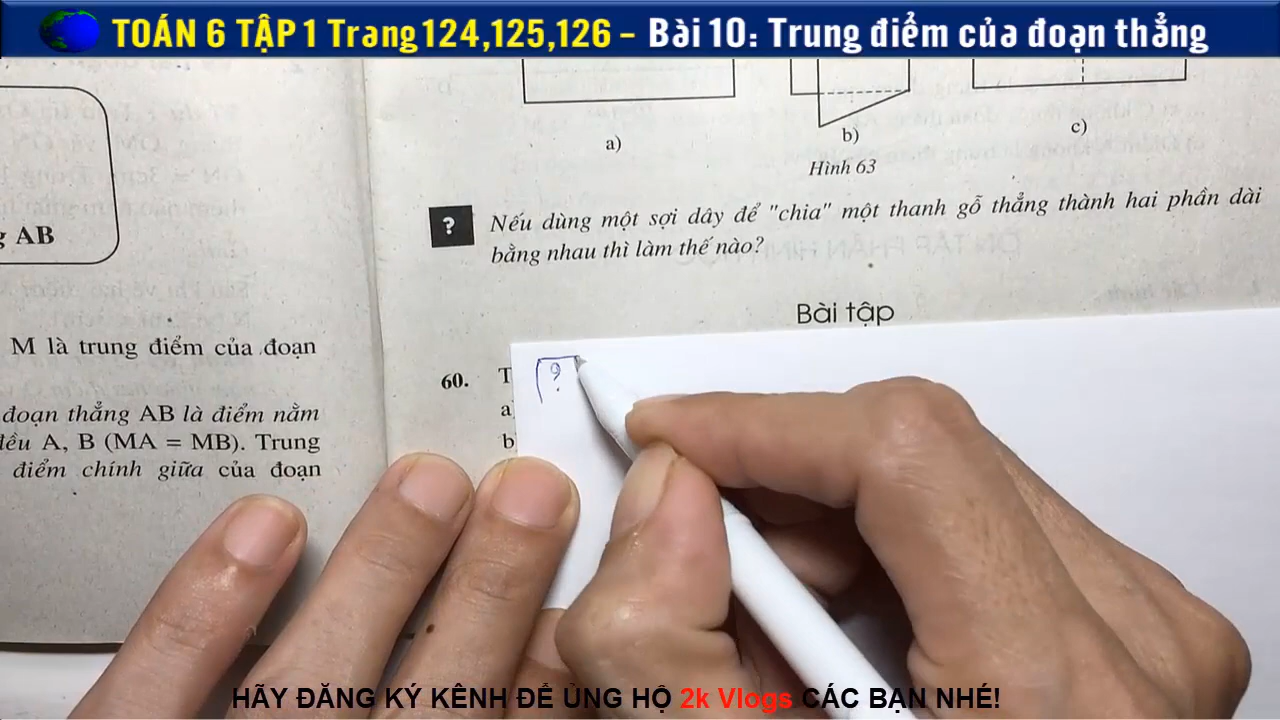 TOÁN 6 TẬP 1 Trang 124,125,126 - Bài 10: Trung điểm của đoạn thẳng
a)
b)
c)
Hình 63
? Nếu dùng một sợi dây để "chia" một thanh gỗ thẳng thành hai phần dài
bằng nhau thì làm thế nào?
AB
Bài tập
M là trung điểm của đoạn
đoạn thẳng AB là điểm nằm
A, B (MA = MB). Trung
điểm chính giữa của đoạn
60. T
a
b
?
HÃY ĐĂNG KÝ KÊNH ĐỂ ỦNG HỘ 2k Vlogs CÁC BẠN NHÉ!